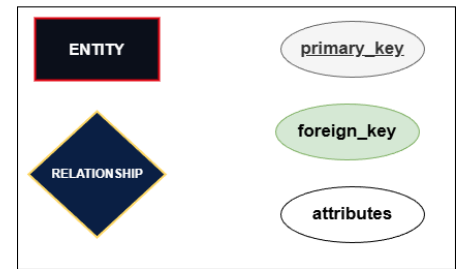 ENTITY
primary_key
foreign_key
RELATIONSHIP
attributes